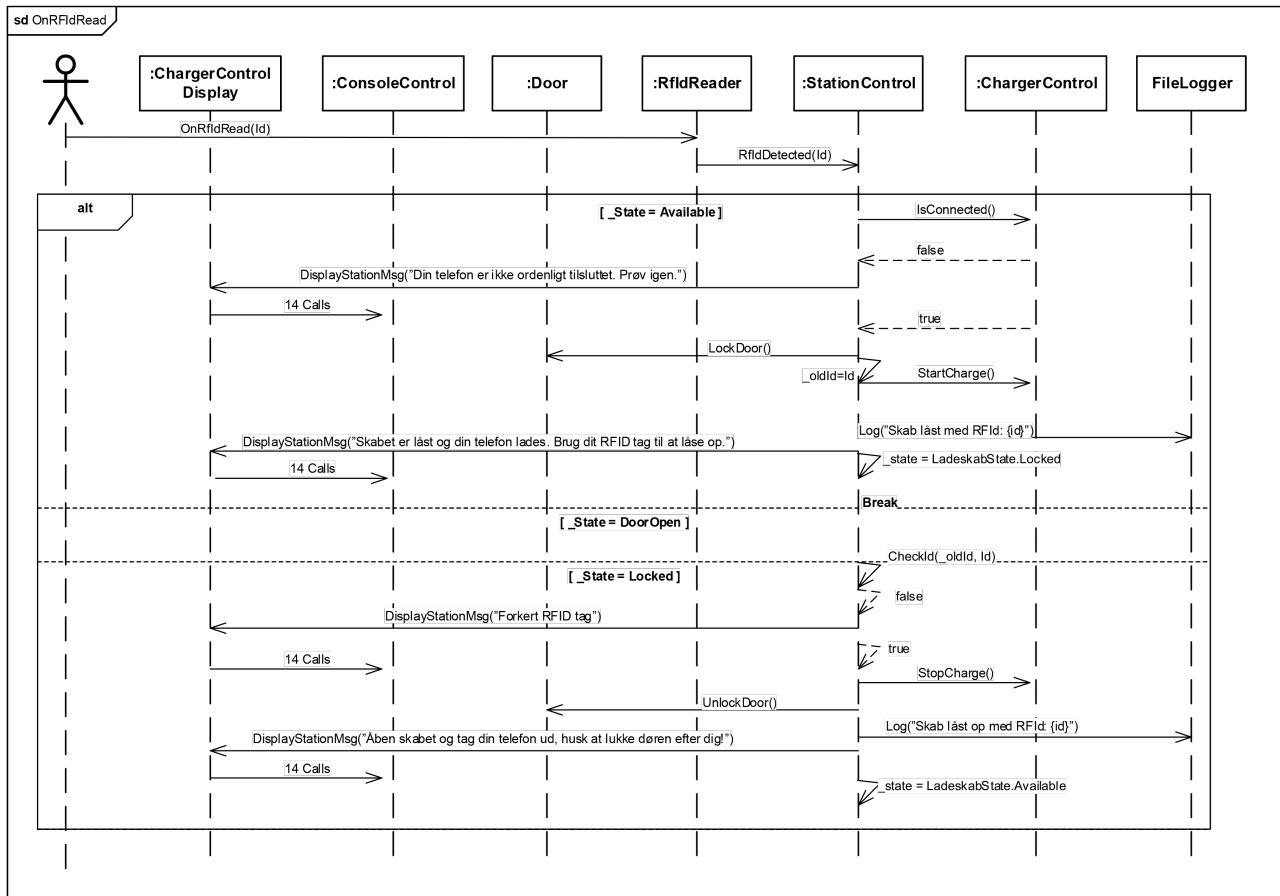 sd OnRFIdRead
:ChargerControl
Display
:ConsoleControl
:Door
:RfIdReader
:StationControl
:ChargerControl
FileLogger
OnRfIdRead(Id)
RfIdDetected(Id)
alt
[ _State = Available ]
IsConnected()
false
DisplayStationMsg("Din telefon er ikke ordenligt tilsluttet. Prøv igen.")
14 Calls
true
LockDoor()
_oldId=Id
StartCharge()
Log("Skab låst med RFId: {id}")
DisplayStationMsg("Skabet er låst og din telefon lades. Brug dit RFID tag til at låse op.")
_state = LadeskabState.Locked
14 Calls
Break
[ _State = DoorOpen ]
CheckId(_oldId, Id)
[ _State = Locked ]
false
DisplayStationMsg("Forkert RFID tag")
true
14 Calls
StopCharge()
UnlockDoor()
Log("Skab låst op med RFId: {id}")
DisplayStationMsg("Åben skabet og tag din telefon ud, husk at lukke døren efter dig!")
14 Calls
_state = LadeskabState.Available